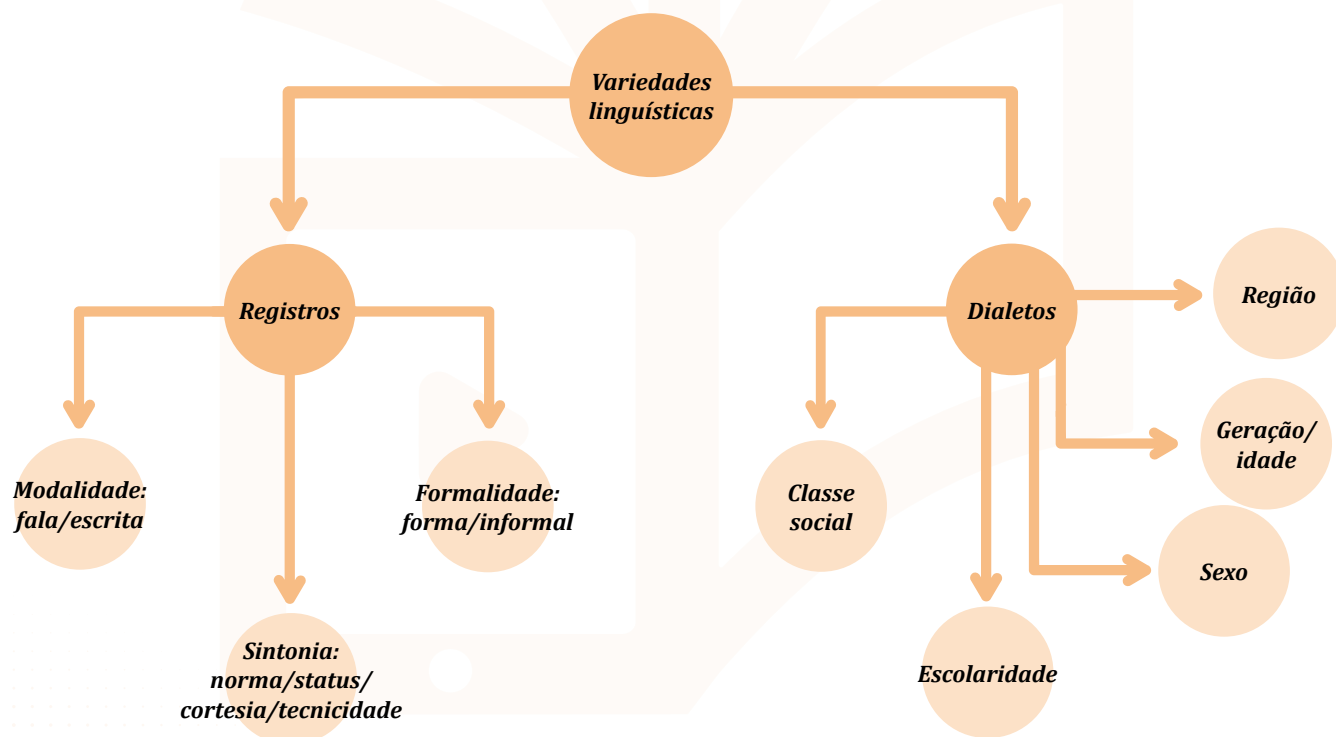 Variedades
linguísticas
Registros
Dialetos
Região
Geração/
idade
Modalidade:
fala/escrita
Formalidade:
forma/informal
Classe
social
Sexo
Sintonia:
norma/status/
cortesia/tecnicidade
Escolaridade